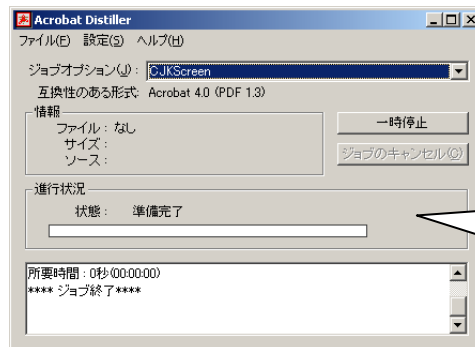 Acrobat Distiller
ファイル(F) 設定(S) ヘルプ(H)
ジョブオプション(J): CJKScreen
互換性のある形式: Acrobat 4.0 (PDF 1.3)
情報
ファイル: なし
サイズ:
ソース:
一時停止
ジョブのキャンセル(C)
進行状況
状態: 準備完了
所要時間: 0秒(00:00:00)
**** ジョブ終了****